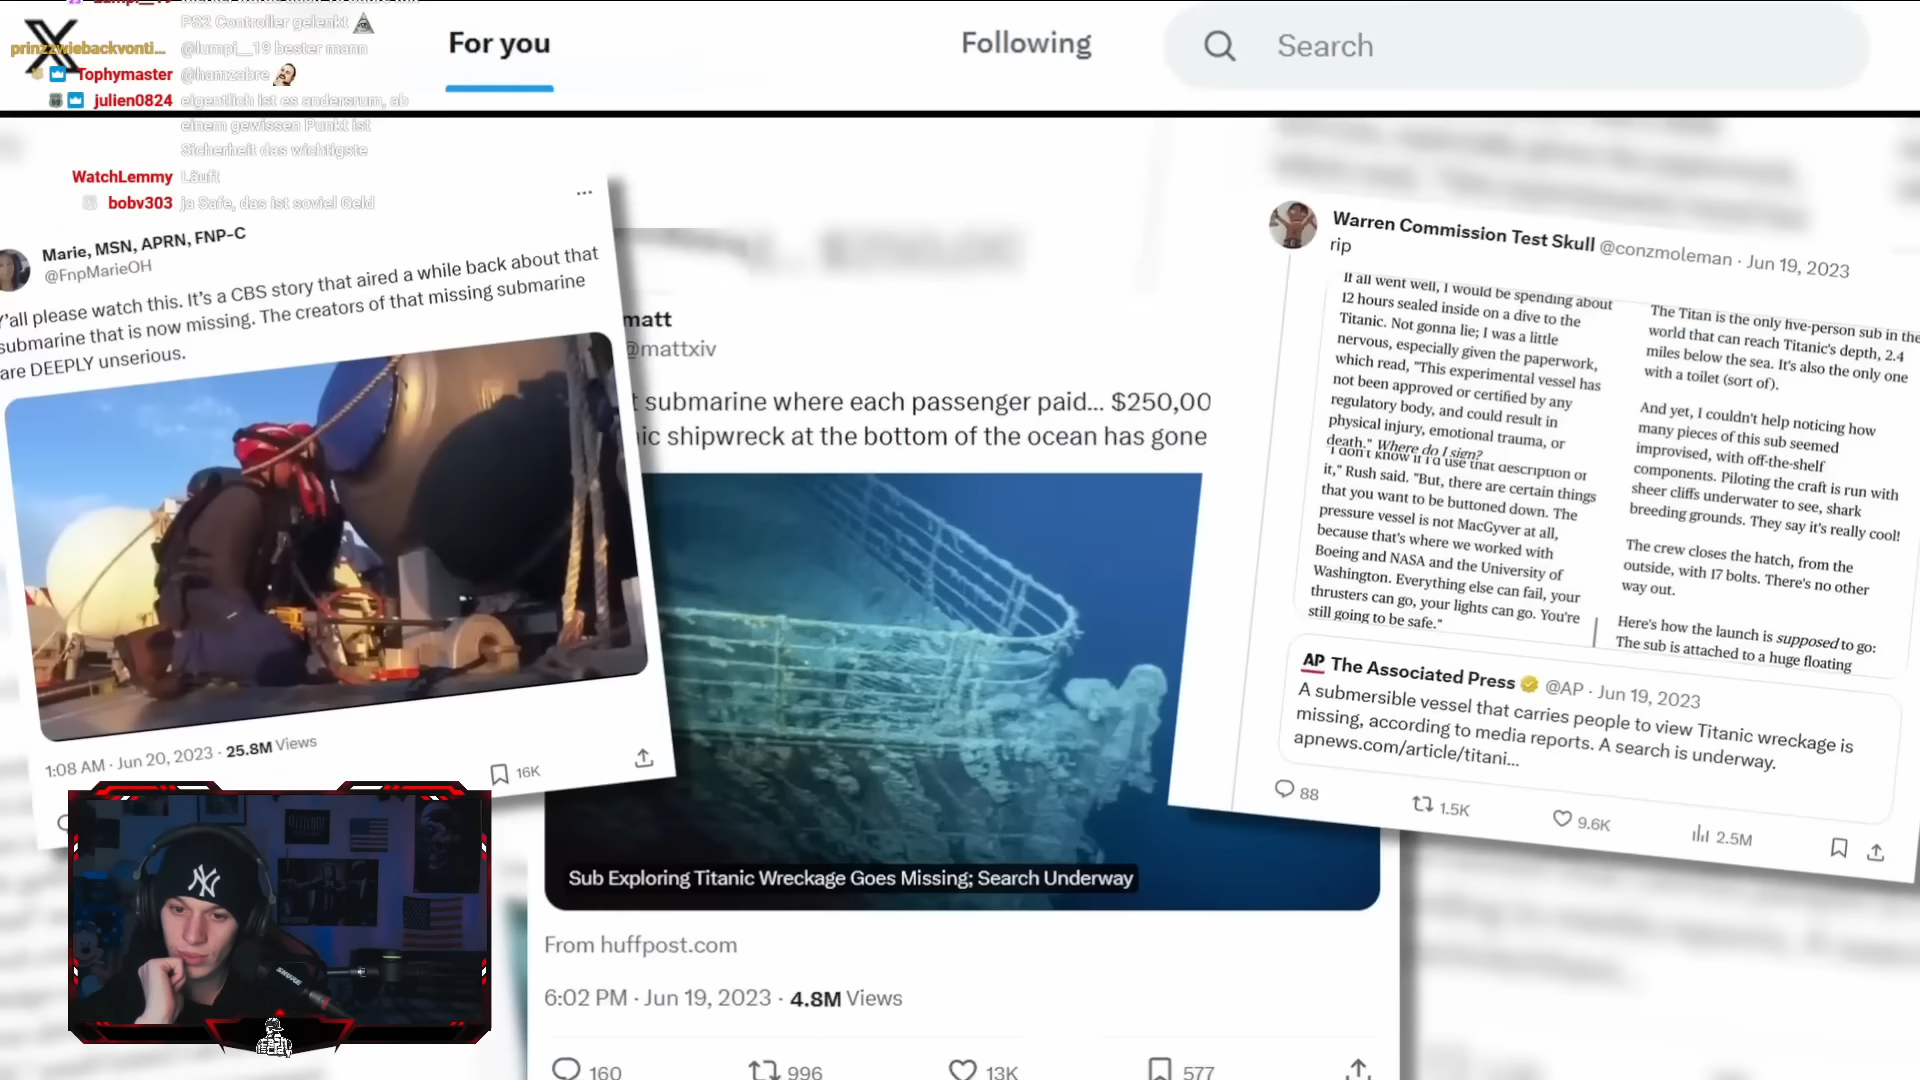 PS2 Controller gelenkt
prinzzwiebackvonti... @lumpi__19 bester mann
Tophymaster @hamzabre
julien0824 eigentlich ist es andersrum, ab
einem gewissen Punkt ist
Sicherheit das wichtigste
WatchLemmy Läuft
bobv303 ja Safe, das ist soviel Geld
For you
Following
Search
Marie, MSN, APRN, FNP-C
@FnpMarieOH
Y'all please watch this. It's a CBS story that aired a while back about that
submarine that is now missing. The creators of that missing submarine
are DEEPLY unserious.
1:08 AM · Jun 20, 2023 · 25.8M Views
16K
matt
@mattxiv
submarine where each passenger paid... $250,00
ic shipwreck at the bottom of the ocean has gone
Sub Exploring Titanic Wreckage Goes Missing; Search Underway
From huffpost.com
6:02 PM · Jun 19, 2023 · 4.8M Views
160
996
13K
577
Warren Commission Test Skull @conzmoleman · Jun 19, 2023
rip
If all went well, I would be spending about
12 hours sealed inside on a dive to the
Titanic. Not gonna lie; I was a little
nervous, especially given the paperwork,
which read, "This experimental vessel has
not been approved or certified by any
regulatory body, and could result in
physical injury, emotional trauma, or
death." Where do I sign?
"I don't know if I'd use that description of
it," Rush said. "But, there are certain things
that you want to be buttoned down. The
pressure vessel is not MacGyver at all,
because that's where we worked with
Boeing and NASA and the University of
Washington. Everything else can fail, your
thrusters can go, your lights can go. You're
still going to be safe."
The Titan is the only five-person sub in the
world that can reach Titanic's depth, 2.4
miles below the sea. It's also the only one
with a toilet (sort of).
And yet, I couldn't help noticing how
many pieces of this sub seemed
improvised, with off-the-shelf
components. Piloting the craft is run with
sheer cliffs underwater to see, shark
breeding grounds. They say it's really cool!
The crew closes the hatch, from the
outside, with 17 bolts. There's no other
way out.
Here's how the launch is supposed to go:
The sub is attached to a huge floating
AP The Associated Press @AP · Jun 19, 2023
A submersible vessel that carries people to view Titanic wreckage is
missing, according to media reports. A search is underway.
apnews.com/article/titani...
88
1.5K
9.6K
2.5M
NY
SHURE